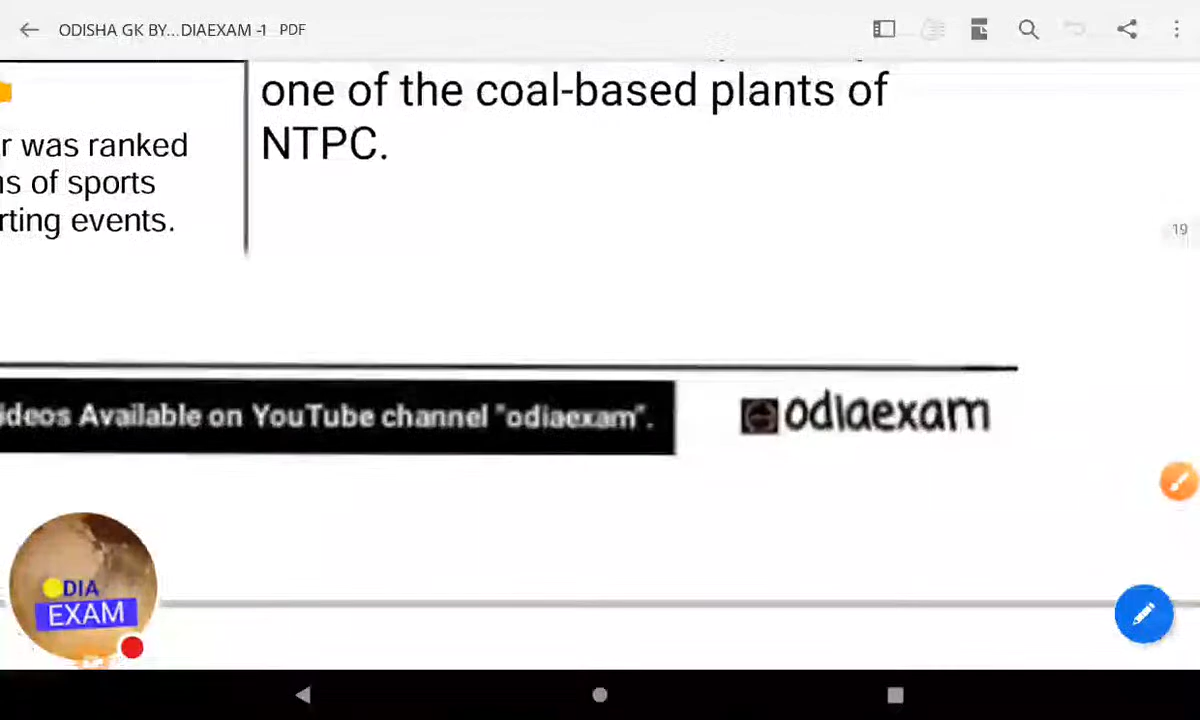 ODISHA GK BY...DIAEXAM -1 PDF
one of the coal-based plants of
NTPC.
r was ranked
s of sports
rting events.
19
ideos Available on YouTube channel "odiaexam".
odiaexam
DIA
EXAM